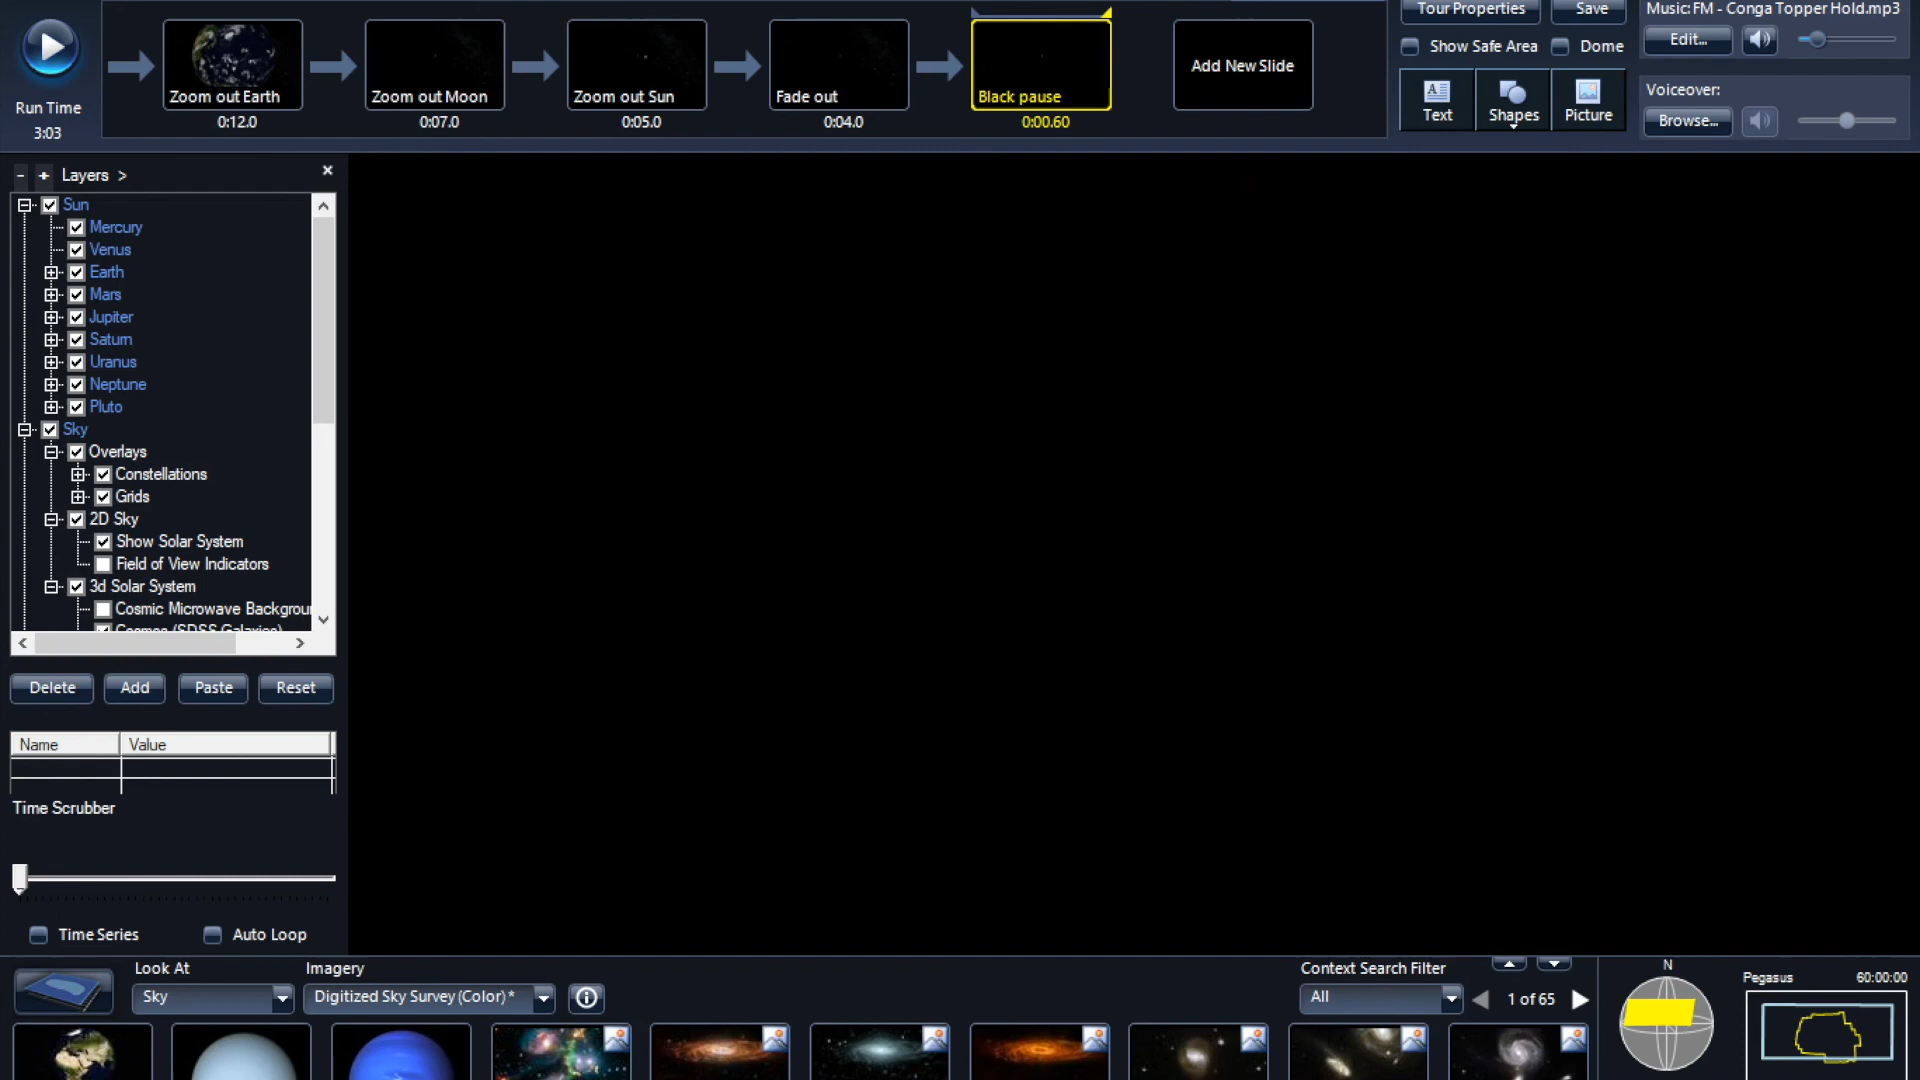 Run Time
3:03
Zoom out Earth
0:12.0
Zoom out Moon
0:07.0
Zoom out Sun
0:05.0
Fade out
0:04.0
Black pause
0:00.60
Add New Slide
Tour Properties
Save
Show Safe Area
Dome
Text
Shapes
Picture
Music: FM - Conga Topper Hold.mp3
Edit...
Voiceover:
Browse...
- + Layers >
Sun
Mercury
Venus
Earth
Mars
Jupiter
Saturn
Uranus
Neptune
Pluto
Sky
Overlays
Constellations
Grids
2D Sky
Show Solar System
Field of View Indicators
3d Solar System
Cosmic Microwave Backgrou
Cosmos (SDSS Galaxies)
Delete Add Paste Reset
Name Value
Time Scrubber
Time Series Auto Loop
Look At
Sky
Imagery
Digitized Sky Survey (Color) *
Context Search Filter
All
1 of 65
N
Pegasus 60:00:00